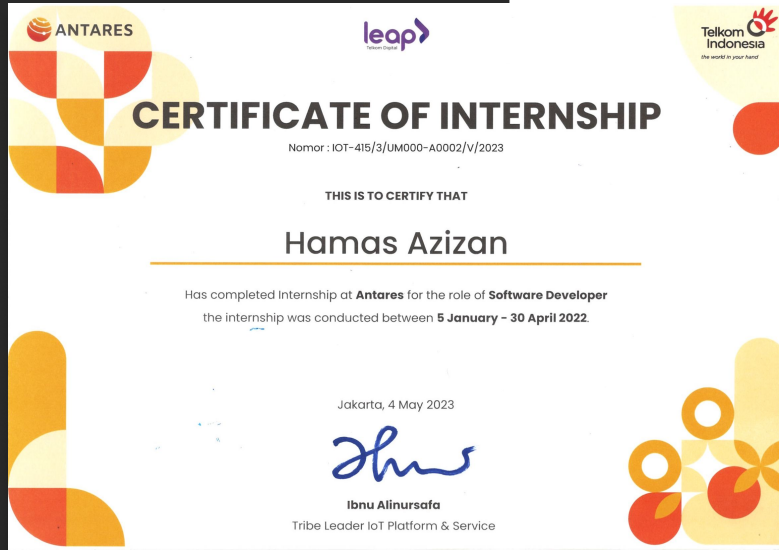 ANTARES
leap
Telkom Digital
Telkom
Indonesia
the world in your hand
CERTIFICATE OF INTERNSHIP
Nomor : IOT-415/3/UM000-A0002/V/2023
THIS IS TO CERTIFY THAT
Hamas Azizan
Has completed Internship at Antares for the role of Software Developer
the internship was conducted between 5 January - 30 April 2022.
Jakarta, 4 May 2023
Ibnu Alinursafa
Tribe Leader IoT Platform & Service